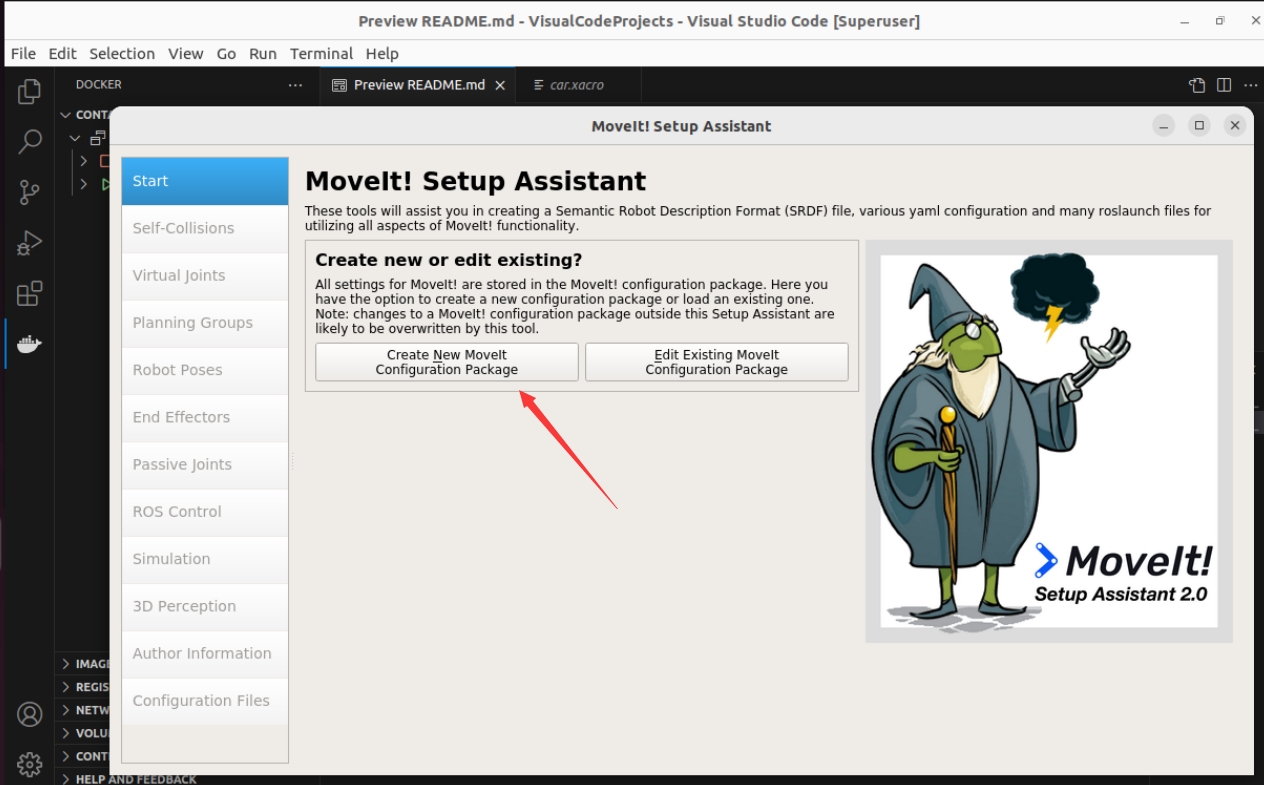 Preview README.md - VisualCodeProjects - Visual Studio Code [Superuser]
File Edit Selection View Go Run Terminal Help
DOCKER
Preview README.md
car.xacro
MoveIt! Setup Assistant
Start
Self-Collisions
Virtual Joints
Planning Groups
Robot Poses
End Effectors
Passive Joints
ROS Control
Simulation
3D Perception
Author Information
Configuration Files
MoveIt! Setup Assistant
These tools will assist you in creating a Semantic Robot Description Format (SRDF) file, various yaml configuration and many roslaunch files for
utilizing all aspects of MoveIt! functionality.
Create new or edit existing?
All settings for MoveIt! are stored in the MoveIt! configuration package. Here you
have the option to create a new configuration package or load an existing one.
Note: changes to a MoveIt! configuration package outside this Setup Assistant are
likely to be overwritten by this tool.
Create New MoveIt
Configuration Package
Edit Existing MoveIt
Configuration Package
MoveIt!
Setup Assistant 2.0
HELP AND FEEDBACK